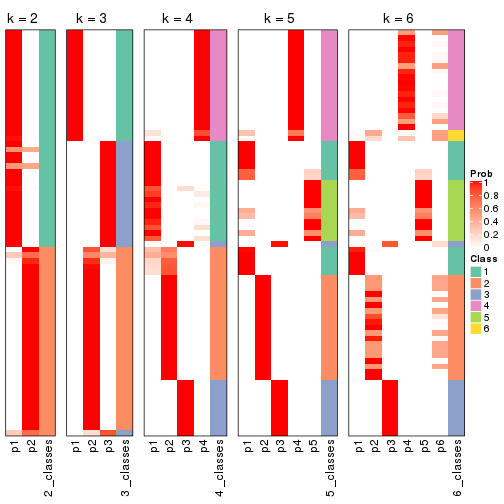 k = 2
k = 3
k = 4
k = 5
k = 6
Prob
1
0.8
0.6
0.4
0.2
0
Class
1
2
3
4
5
6
p1
p2
2_classes
p1
p2
p3
3_classes
p1
p2
p3
p4
4_classes
p1
p2
p3
p4
p5
5_classes
p1
p2
p3
p4
p5
p6
6_classes